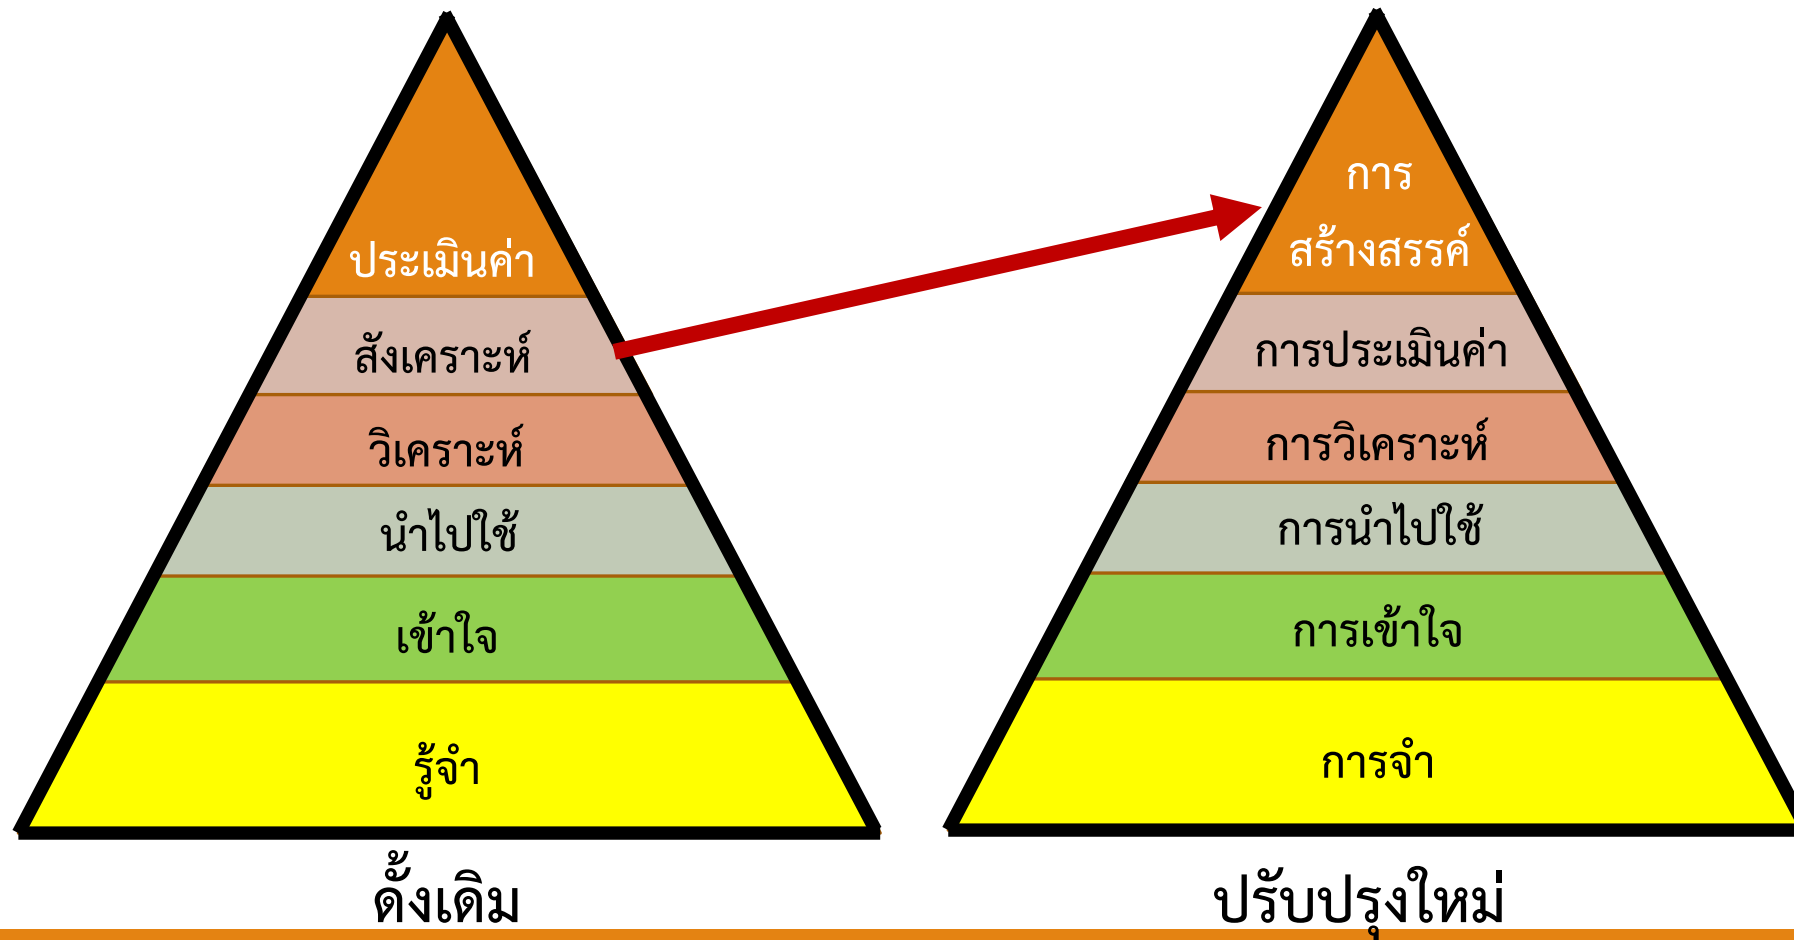 ประเมินค่า
สังเคราะห์
วิเคราะห์
นำไปใช้
เข้าใจ
รู้จำ
ดั้งเดิม
การ
สร้างสรรค์
การประเมินค่า
การวิเคราะห์
การนำไปใช้
การเข้าใจ
การจำ
ปรับปรุงใหม่